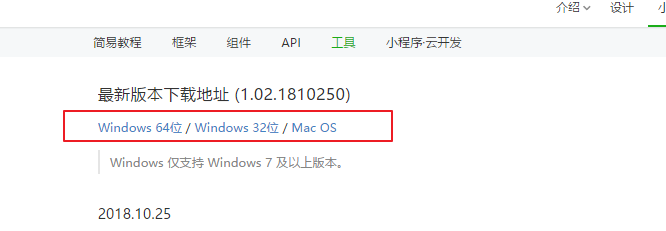 介绍 设计 小
简易教程 框架 组件 API 工具 小程序·云开发
最新版本下载地址 (1.02.1810250)
Windows 64位 / Windows 32位 / Mac OS
Windows 仅支持 Windows 7 及以上版本。
2018.10.25